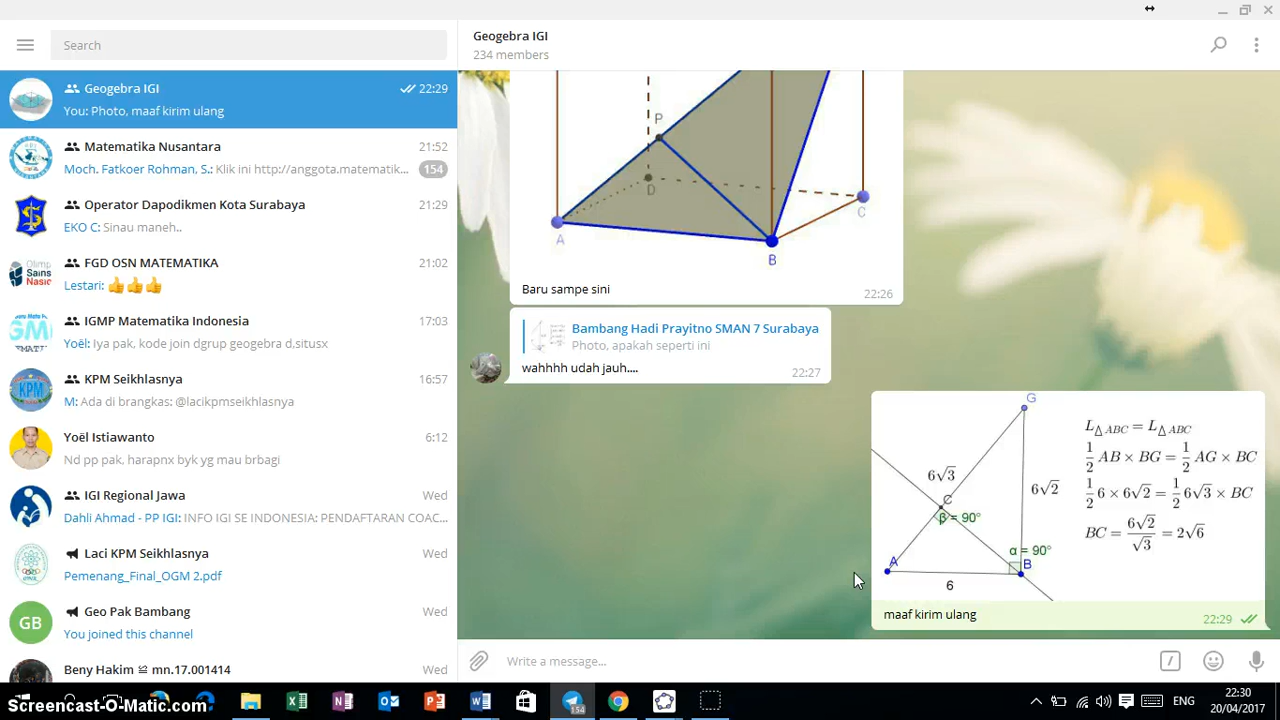 Search
Geogebra IGI
234 members
Geogebra IGI 22:29
You: Photo, maaf kirim ulang
Matematika Nusantara 21:52
Moch. Fatkoer Rohman, S.: Klik ini http://anggota.matematik... 154
Operator Dapodikmen Kota Surabaya 21:29
EKO C: Sinau maneh..
FGD OSN MATEMATIKA 21:02
Lestari: 👍👍👍
IGMP Matematika Indonesia 17:03
Yoël: Iya pak, kode join dgrup geogebra d,situsx
KPM Seikhlasnya 16:57
M: Ada di brangkas: @lacikpmseikhlasnya
Yoël Istiawanto 6:12
Nd pp pak, harapnx byk yg mau brbagi
IGI Regional Jawa Wed
Dahli Ahmad - PP IGI: INFO IGI SE INDONESIA: PENDAFTARAN COAC...
Laci KPM Seikhlasnya Wed
Pemenang_Final_OGM 2.pdf
GB
Geo Pak Bambang Wed
You joined this channel
Beny Hakim ≌ mn.17.001414 Wed
P
D
C
A
B
Baru sampe sini
22:26
Bambang Hadi Prayitno SMAN 7 Surabaya
Photo, apakah seperti ini
wahhhh udah jauh....
22:27
G
6√3
6√2
C
β = 90°
α = 90°
A
B
6
L△ABC = L△ABC
1/2 AB × BG = 1/2 AG × BC
1/2 6 × 6√2 = 1/2 6√3 × BC
BC = 6√2/√3 = 2√6
maaf kirim ulang
22:29
Write a message...
Screencast-O-Matic.com
154
ENG
22:30
20/04/2017